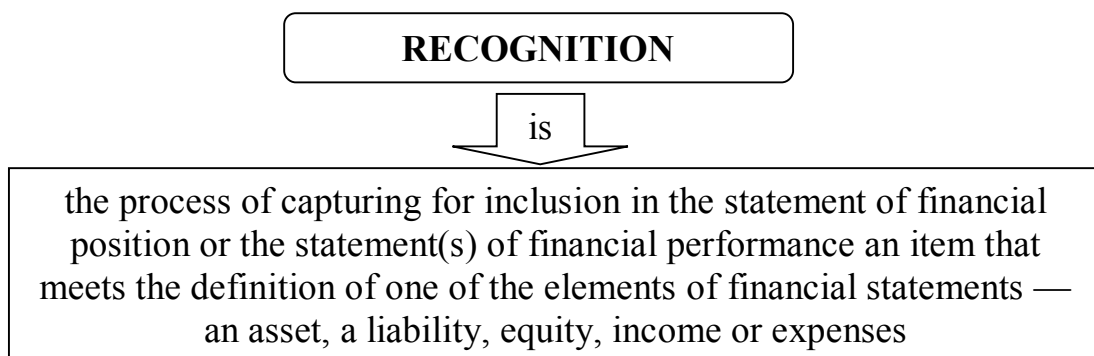 RECOGNITION
is
the process of capturing for inclusion in the statement of financial
position or the statement(s) of financial performance an item that
meets the definition of one of the elements of financial statements —
an asset, a liability, equity, income or expenses